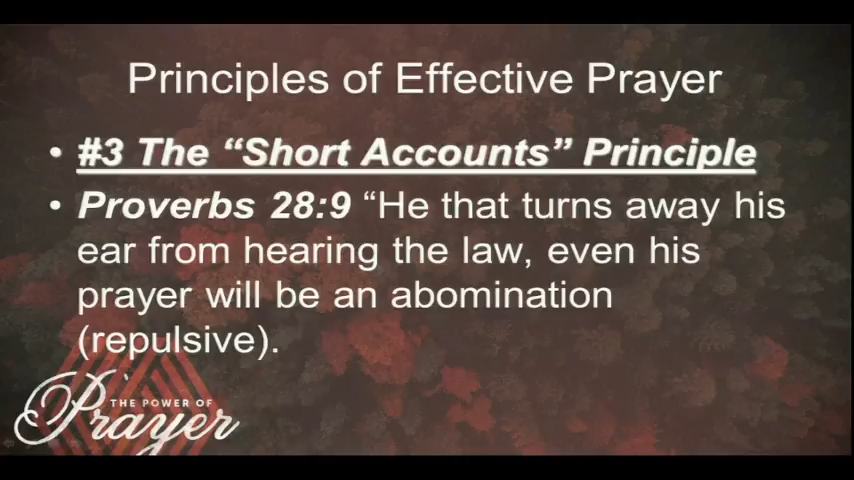 Principles of Effective Prayer
• #3 The “Short Accounts” Principle
• Proverbs 28:9 “He that turns away his
ear from hearing the law, even his
prayer will be an abomination
(repulsive).
THE POWER OF
Prayer